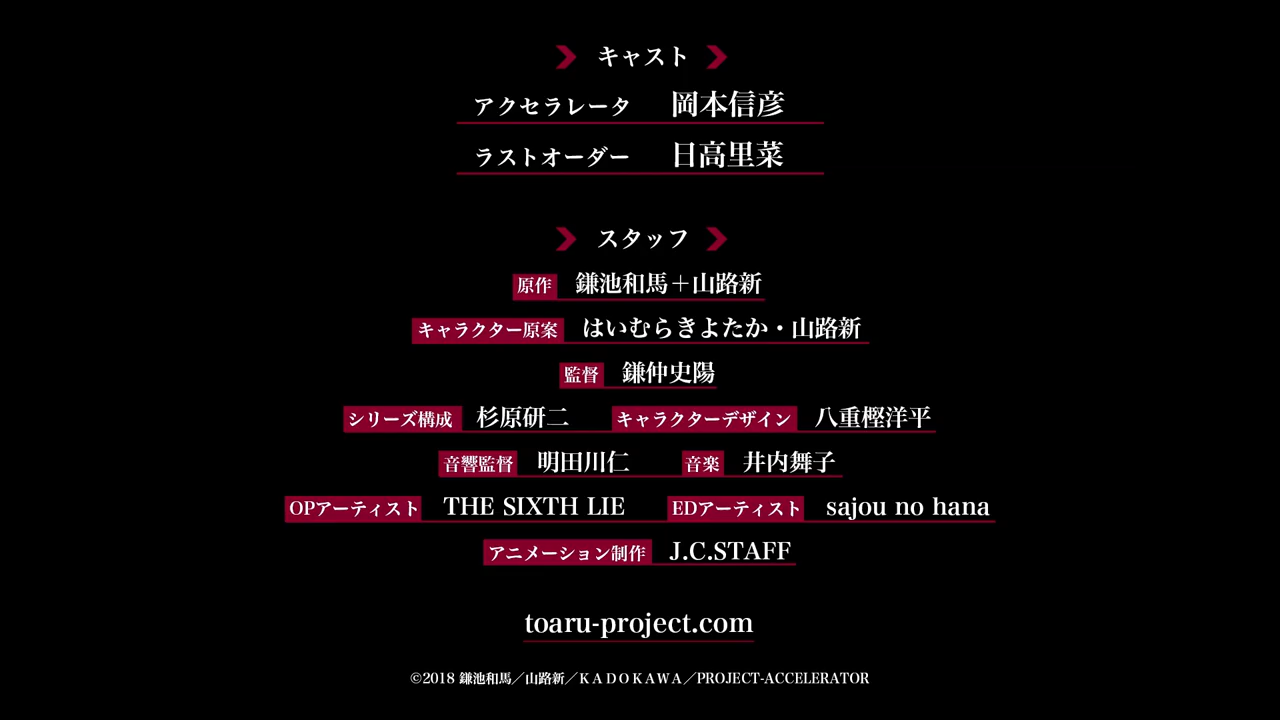 キャスト
アクセラレータ 岡本信彦
ラストオーダー 日高里菜
スタッフ
原作 鎌池和馬＋山路新
キャラクター原案 はいむらきよたか・山路新
監督 鎌仲史陽
シリーズ構成 杉原研二 キャラクターデザイン 八重樫洋平
音響監督 明田川仁 音楽 井内舞子
OPアーティスト THE SIXTH LIE EDアーティスト sajou no hana
アニメーション制作 J.C.STAFF
toaru-project.com
©2018 鎌池和馬／山路新／ＫＡＤＯＫＡＷＡ／PROJECT-ACCELERATOR